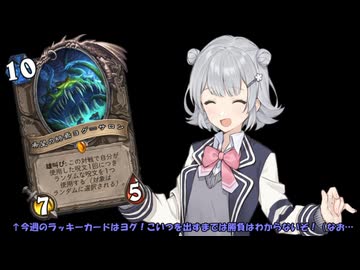 10
希望の終焉ヨグ＝サロン
雄叫び:この対戦で自分が
使用した呪文1回につき
ランダムな呪文を1つ
使用する(対象は
ランダムに選択される)。
7
5
↑今週のラッキーカードはヨグ！こいつを出すまでは勝負はわからないぞ！なお…